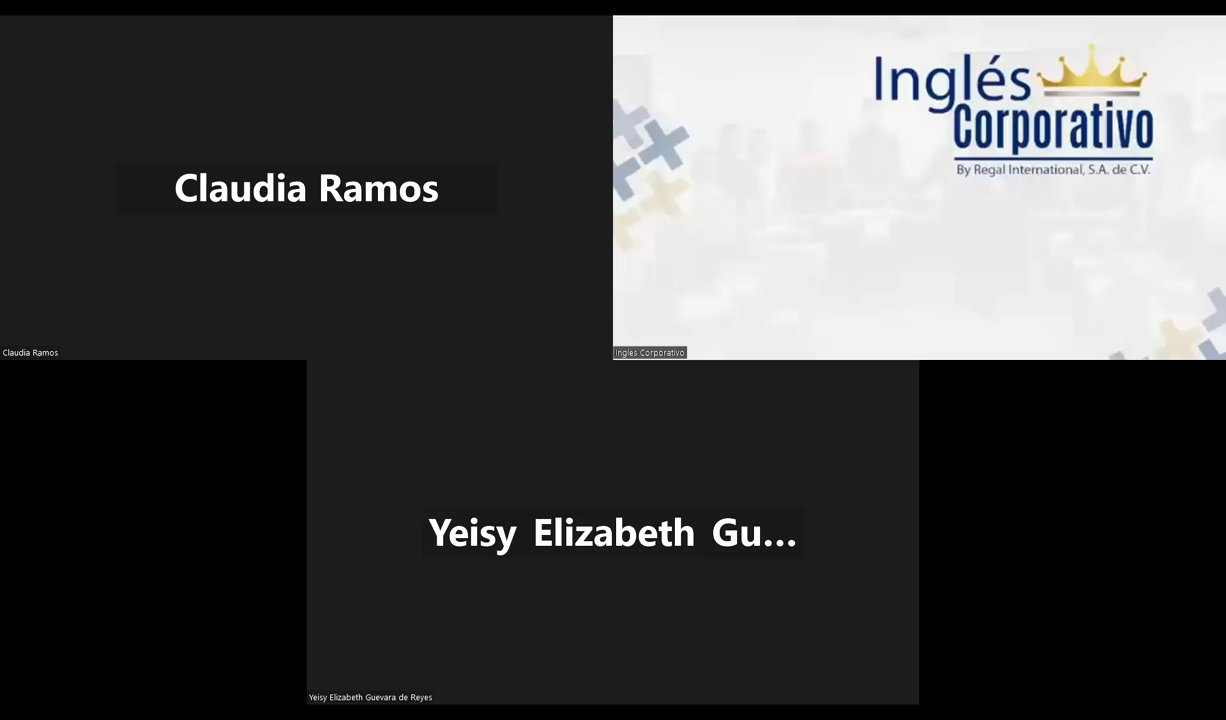 Claudia Ramos
Claudia Ramos
Inglés
Corporativo
By Regal International, S.A. de C.V.
Ingles Corporativo
Yeisy Elizabeth Gu...
Yeisy Elizabeth Guevara de Reyes